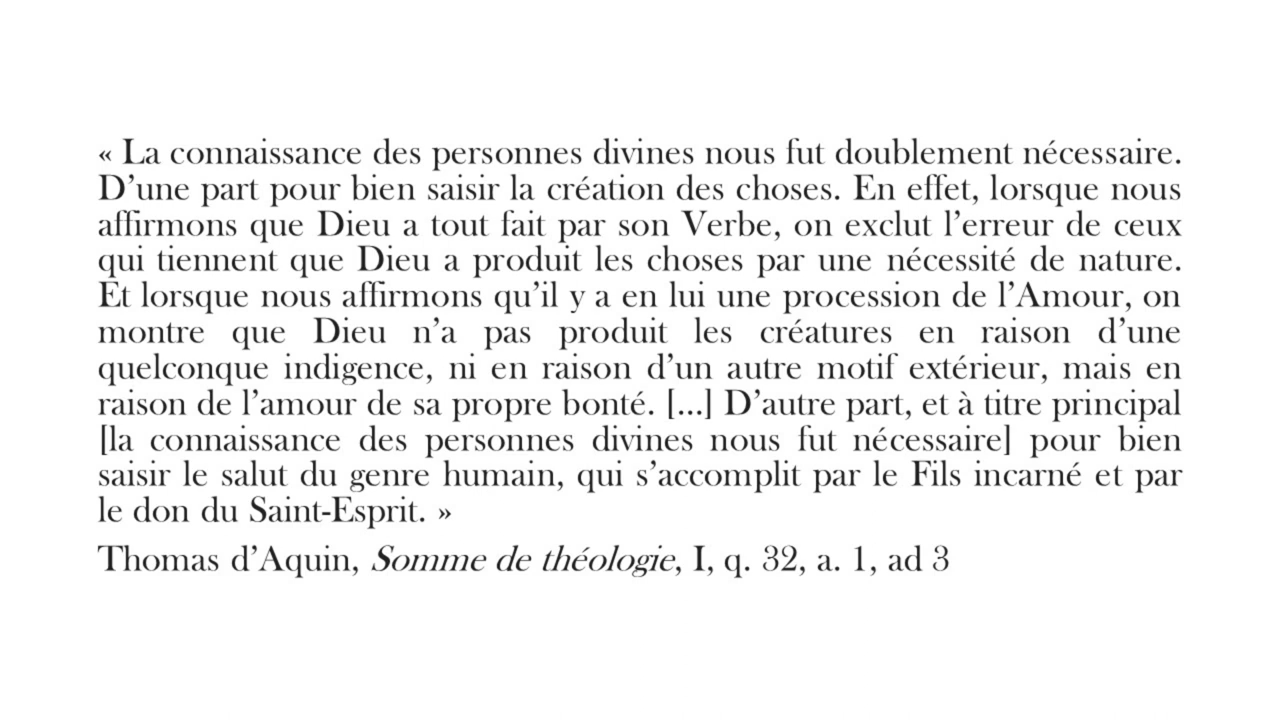 « La connaissance des personnes divines nous fut doublement nécessaire.
D’une part pour bien saisir la création des choses. En effet, lorsque nous
affirmons que Dieu a tout fait par son Verbe, on exclut l’erreur de ceux
qui tiennent que Dieu a produit les choses par une nécessité de nature.
Et lorsque nous affirmons qu’il y a en lui une procession de l’Amour, on
montre que Dieu n’a pas produit les créatures en raison d’une
quelconque indigence, ni en raison d’un autre motif extérieur, mais en
raison de l’amour de sa propre bonté. [...] D’autre part, et à titre principal
[la connaissance des personnes divines nous fut nécessaire] pour bien
saisir le salut du genre humain, qui s’accomplit par le Fils incarné et par
le don du Saint-Esprit. »
Thomas d’Aquin, Somme de théologie, I, q. 32, a. 1, ad 3